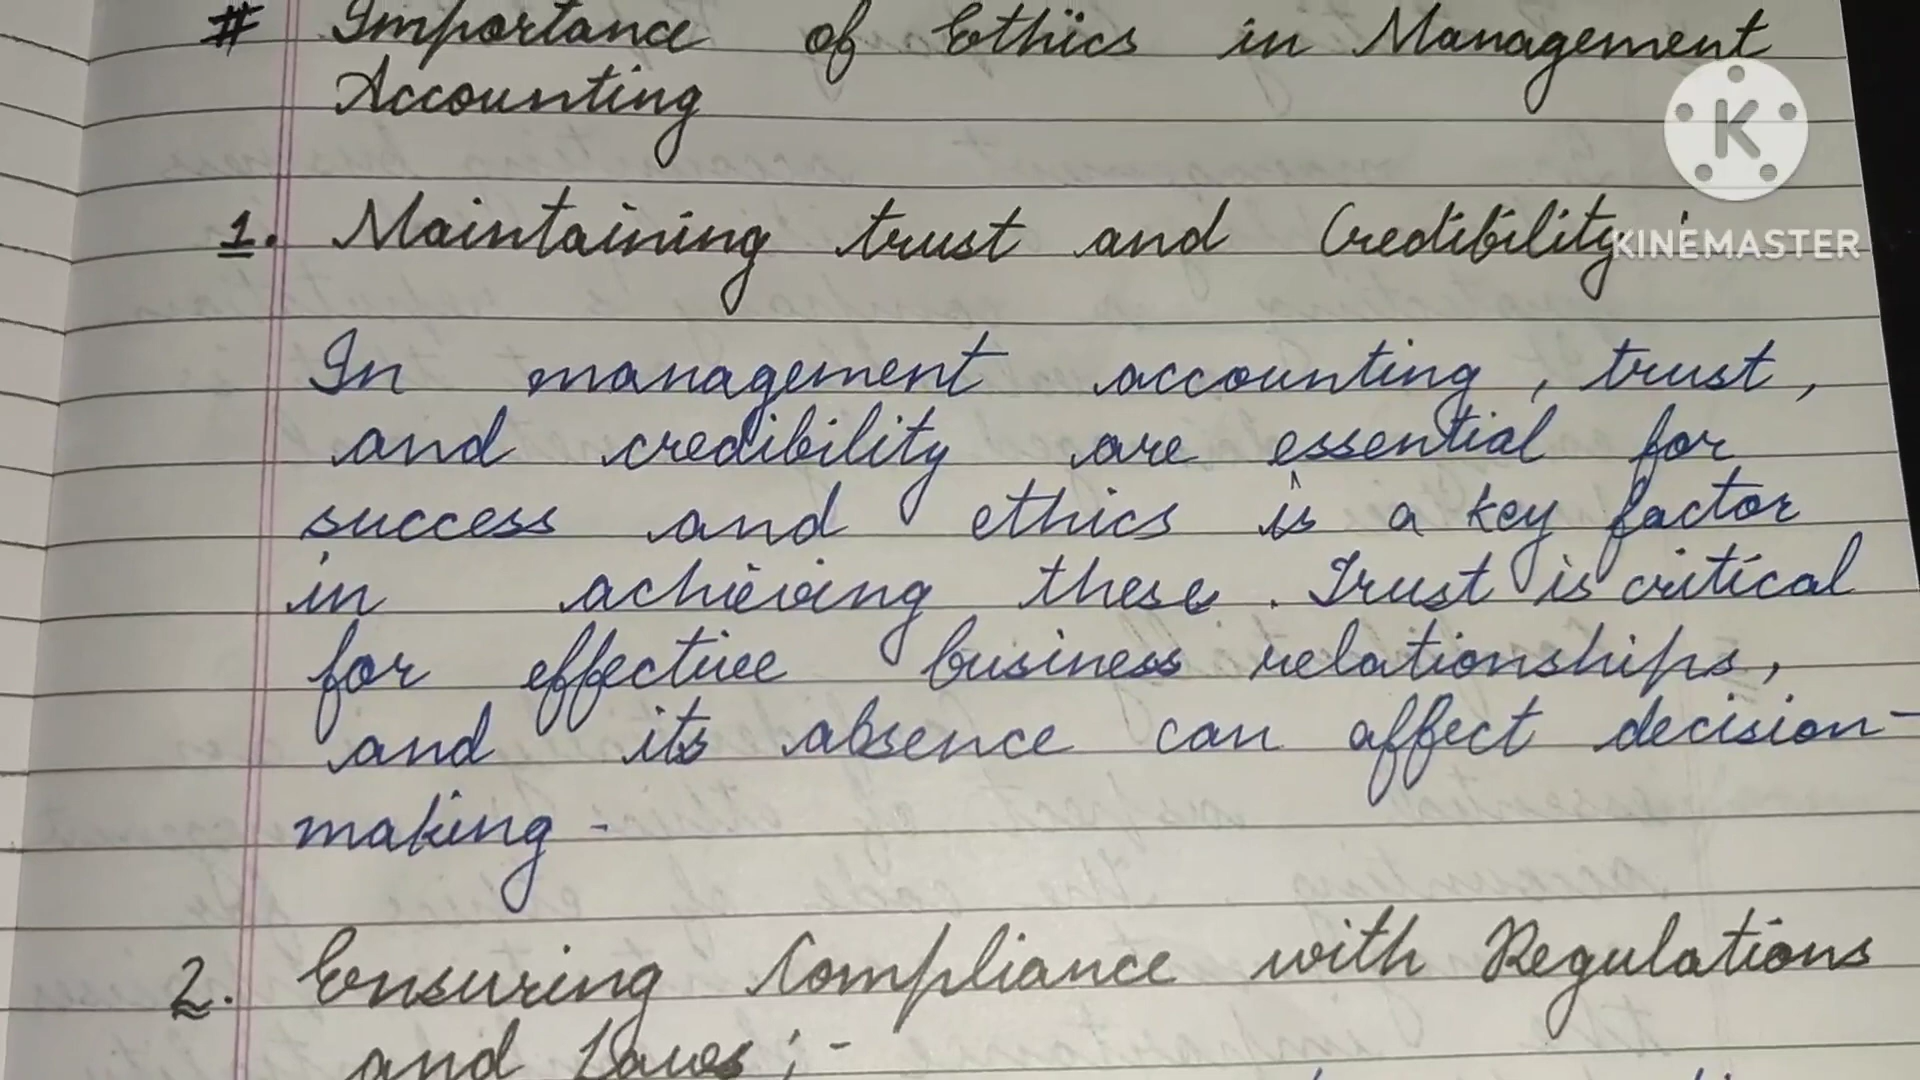 # Importance of Ethics in Management
Accounting
1. Maintaining trust and Credibility
KINEMASTER
In management accounting, trust,
and credibility are essential for
success and ethics is a key factor
in achieving these. Trust is critical
for effective business relationships,
and its absence can affect decision-
making -
2. Ensuring Compliance with Regulations
and Laws ; -